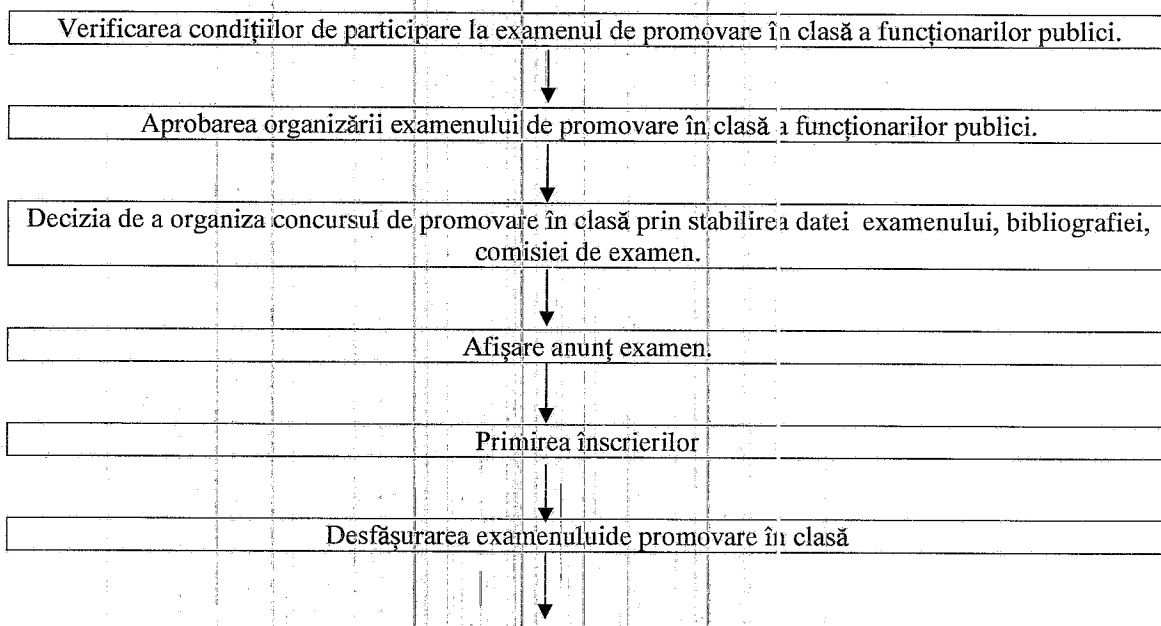 Verificarea condițiilor de participare la examenul de promovare în clasă a funcționarilor publici.
Aprobarea organizării examenului de promovare în clasă a funcționarilor publici.
Decizia de a organiza concursul de promovare în clasă prin stabilirea datei examenului, bibliografiei,
comisiei de examen.
Afișare anunț examen.
Primirea înscrierilor
Desfășurarea examenuluide promovare în clasă